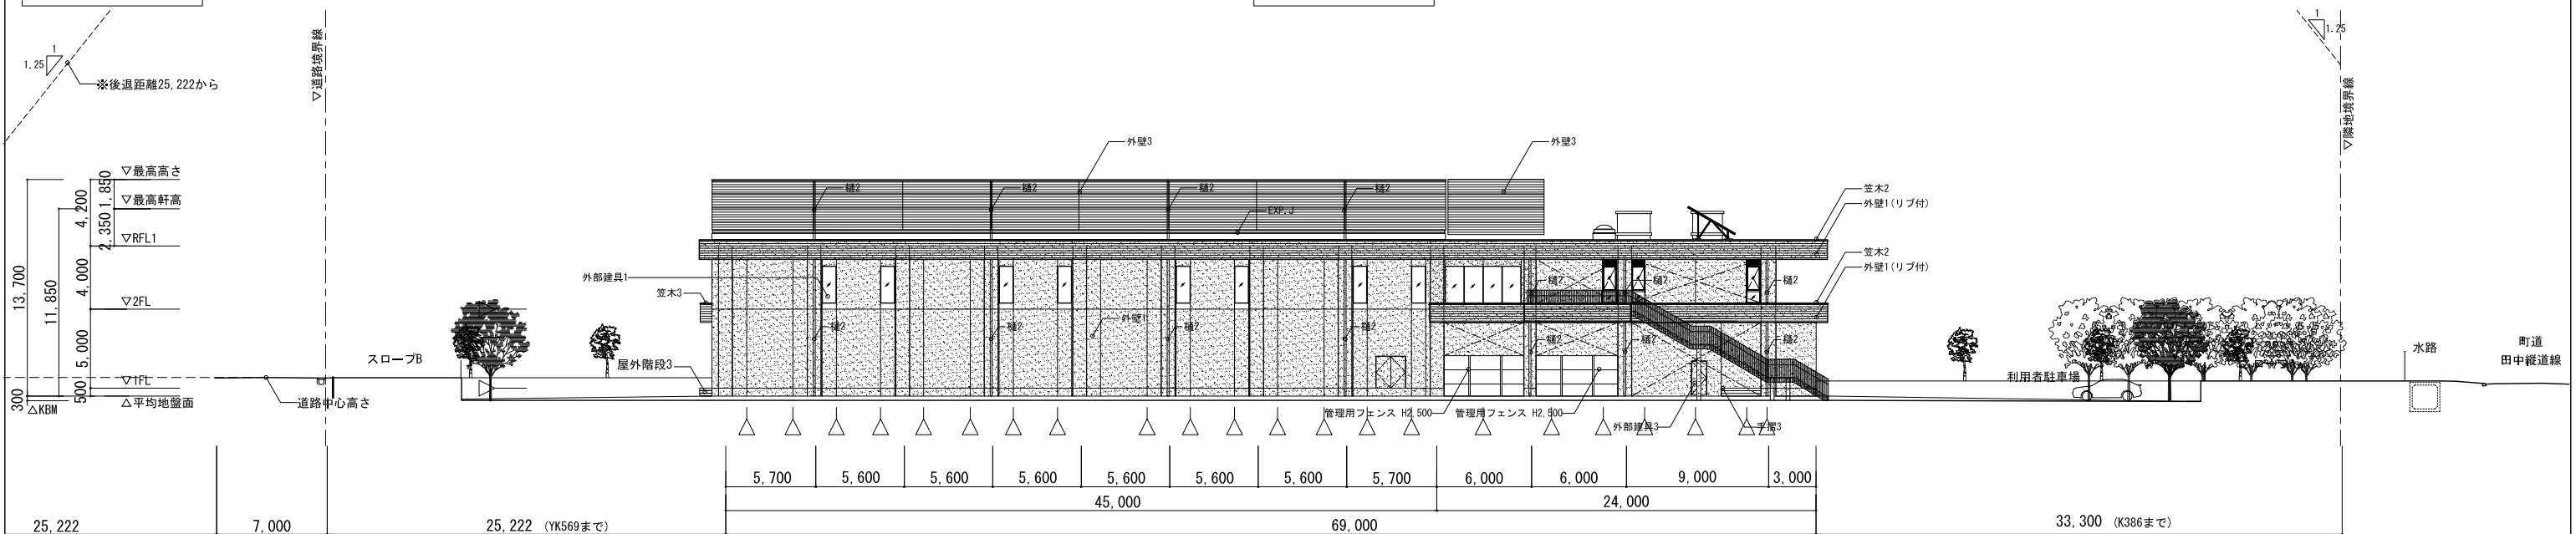 1
1.25
※後退距離25,222から
▽道路境界線
1
1.25
▽隣地境界線
外壁3
外壁3
▽最高高さ
▽最高軒高
▽RFL1
▽2FL
▽1FL
△平均地盤面
△KBM
13,700
300
11,850
4,200
4,000
5,000
500
1,850
2,350
樋2
樋2
樋2
樋2
EXP.J
笠木2
外壁1(リブ付)
笠木2
外壁1(リブ付)
外部建具1
笠木3
樋2
樋2
樋2
樋2
樋2
樋2
外壁1
樋2
樋2
樋2
樋2
樋2
スロープB
屋外階段3
道路中心高さ
管理用フェンス H2,500
管理用フェンス H2,500
外部建具3
手摺3
利用者駐車場
水路
町道
田中縦道線
5,700
5,600
5,600
5,600
5,600
5,600
5,600
5,700
6,000
6,000
9,000
3,000
45,000
24,000
25,222
7,000
25,222 (YK569まで)
69,000
33,300 (K386まで)